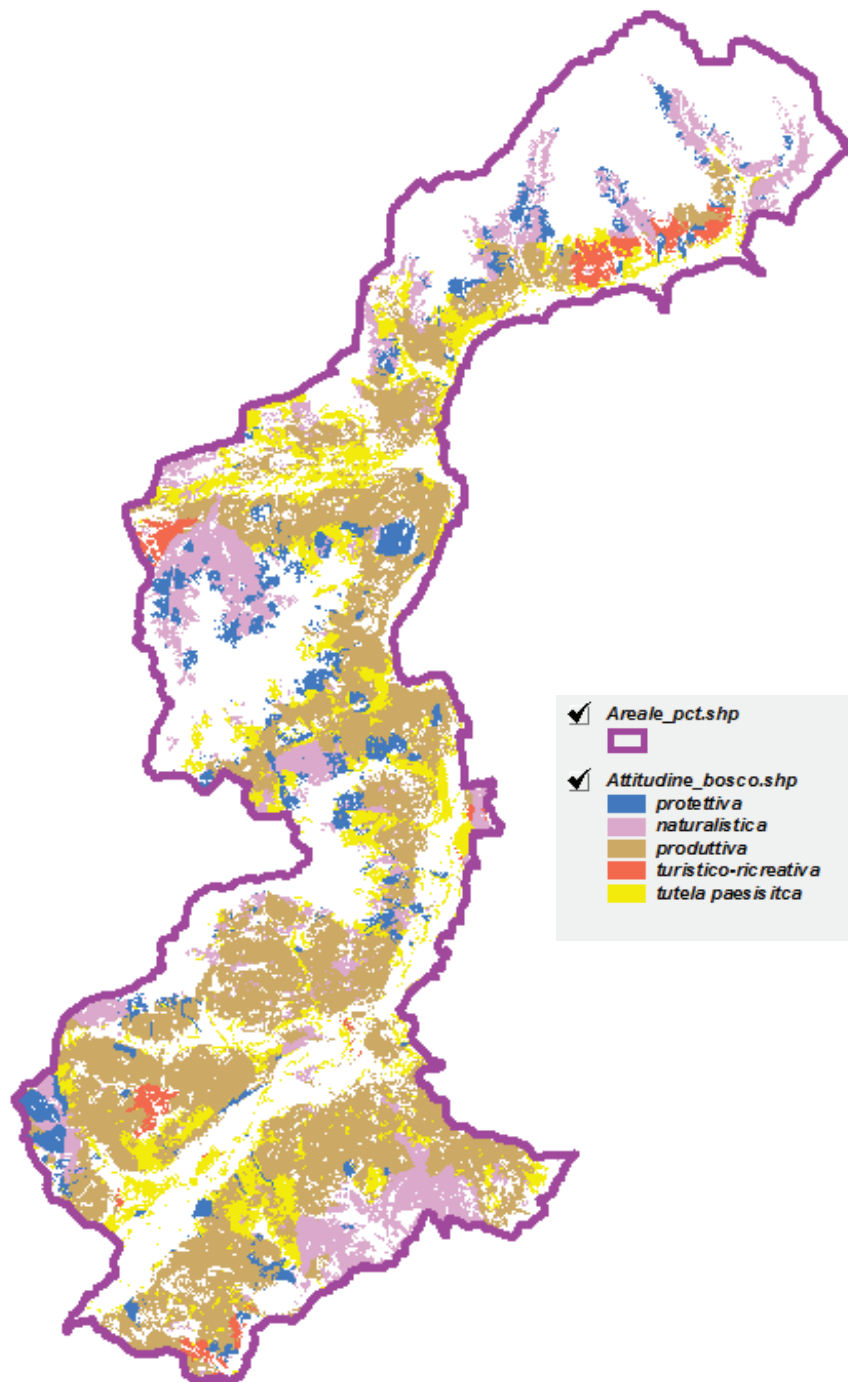 Areale_pct.shp
Attitudine_bosco.shp
protettiva
naturalistica
produttiva
turistico-ricreativa
tutela paesisitca